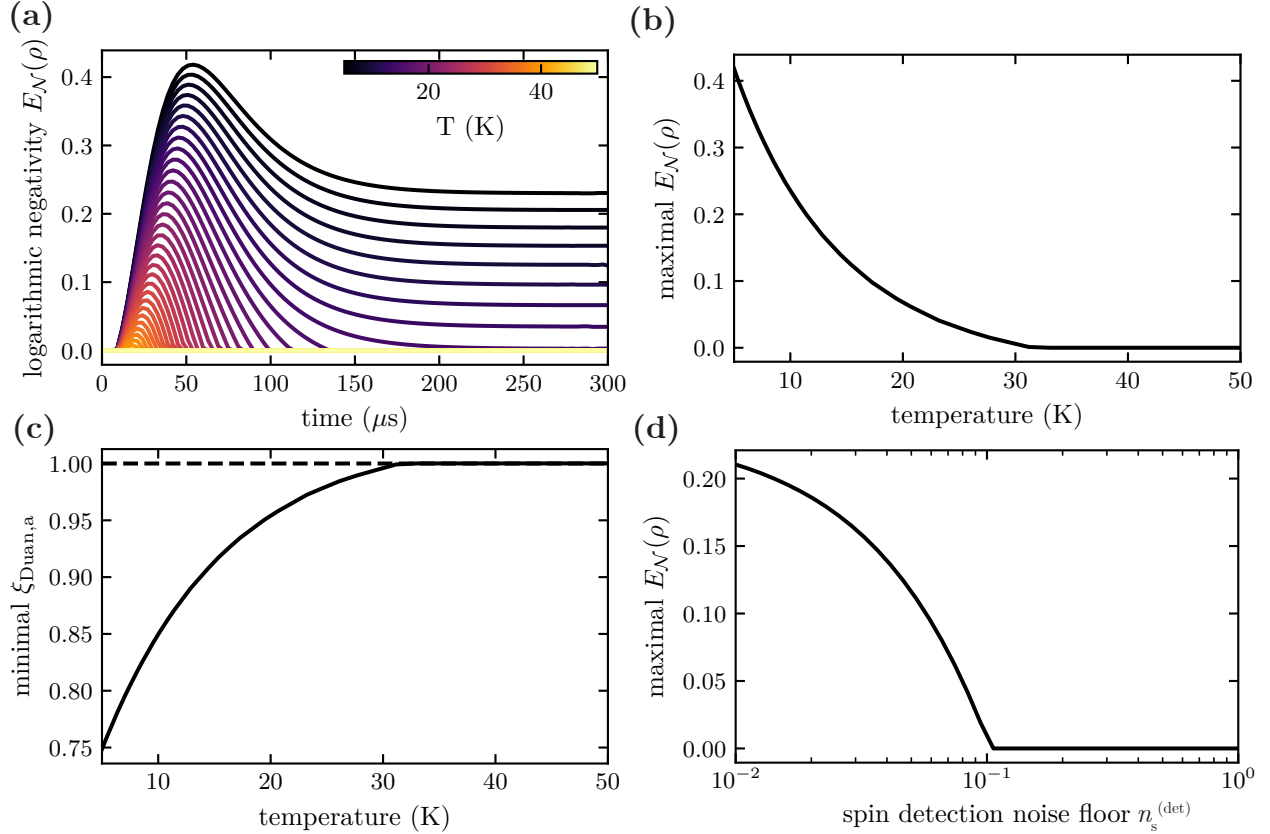 (a)
logarithmic negativity E_𝒩(ρ)
0.4
0.3
0.2
0.1
0.0
20 40
T (K)
0 50 100 150 200 250 300
time (μs)
(b)
maximal E_𝒩(ρ)
0.4
0.3
0.2
0.1
0.0
10 20 30 40 50
temperature (K)
(c)
minimal ξ_Duan,a
1.00
0.95
0.90
0.85
0.80
0.75
10 20 30 40 50
temperature (K)
(d)
maximal E_𝒩(ρ)
0.20
0.15
0.10
0.05
0.00
10⁻² 10⁻¹ 10⁰
spin detection noise floor n_s^(det)